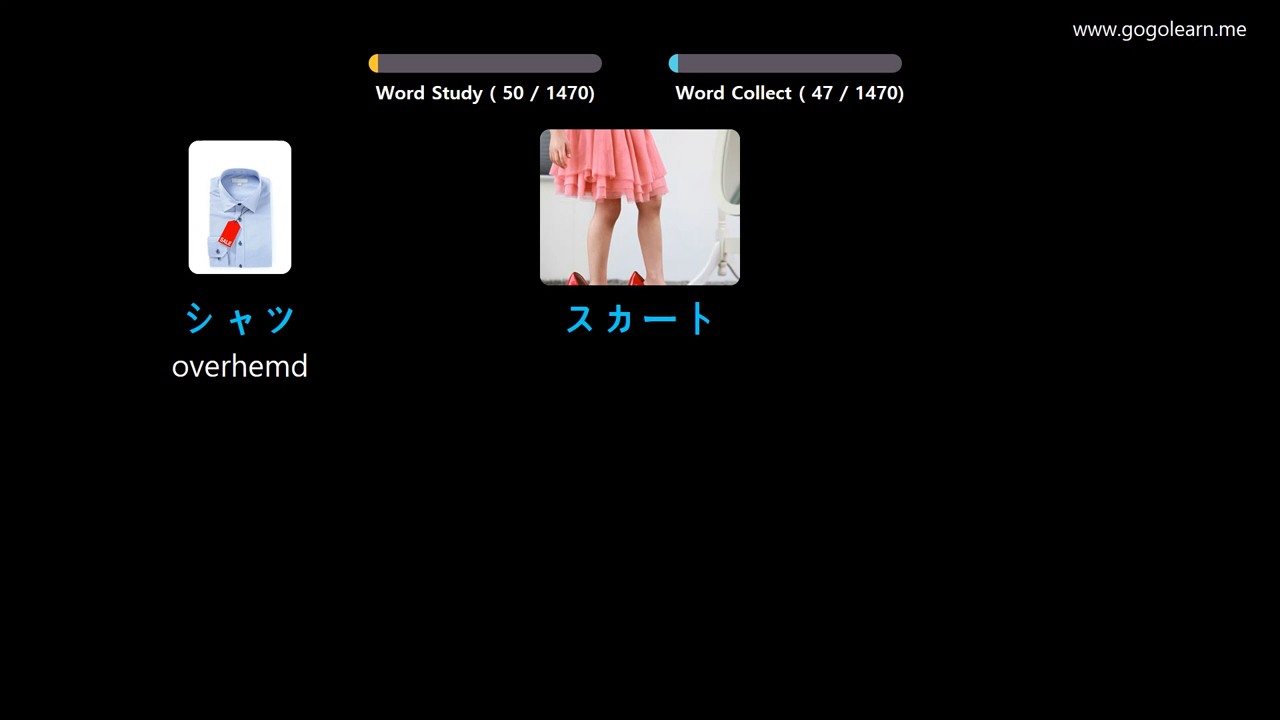 www.gogolearn.me
Word Study ( 50 / 1470)
Word Collect ( 47 / 1470)
SALE
シャツ
スカート
overhemd